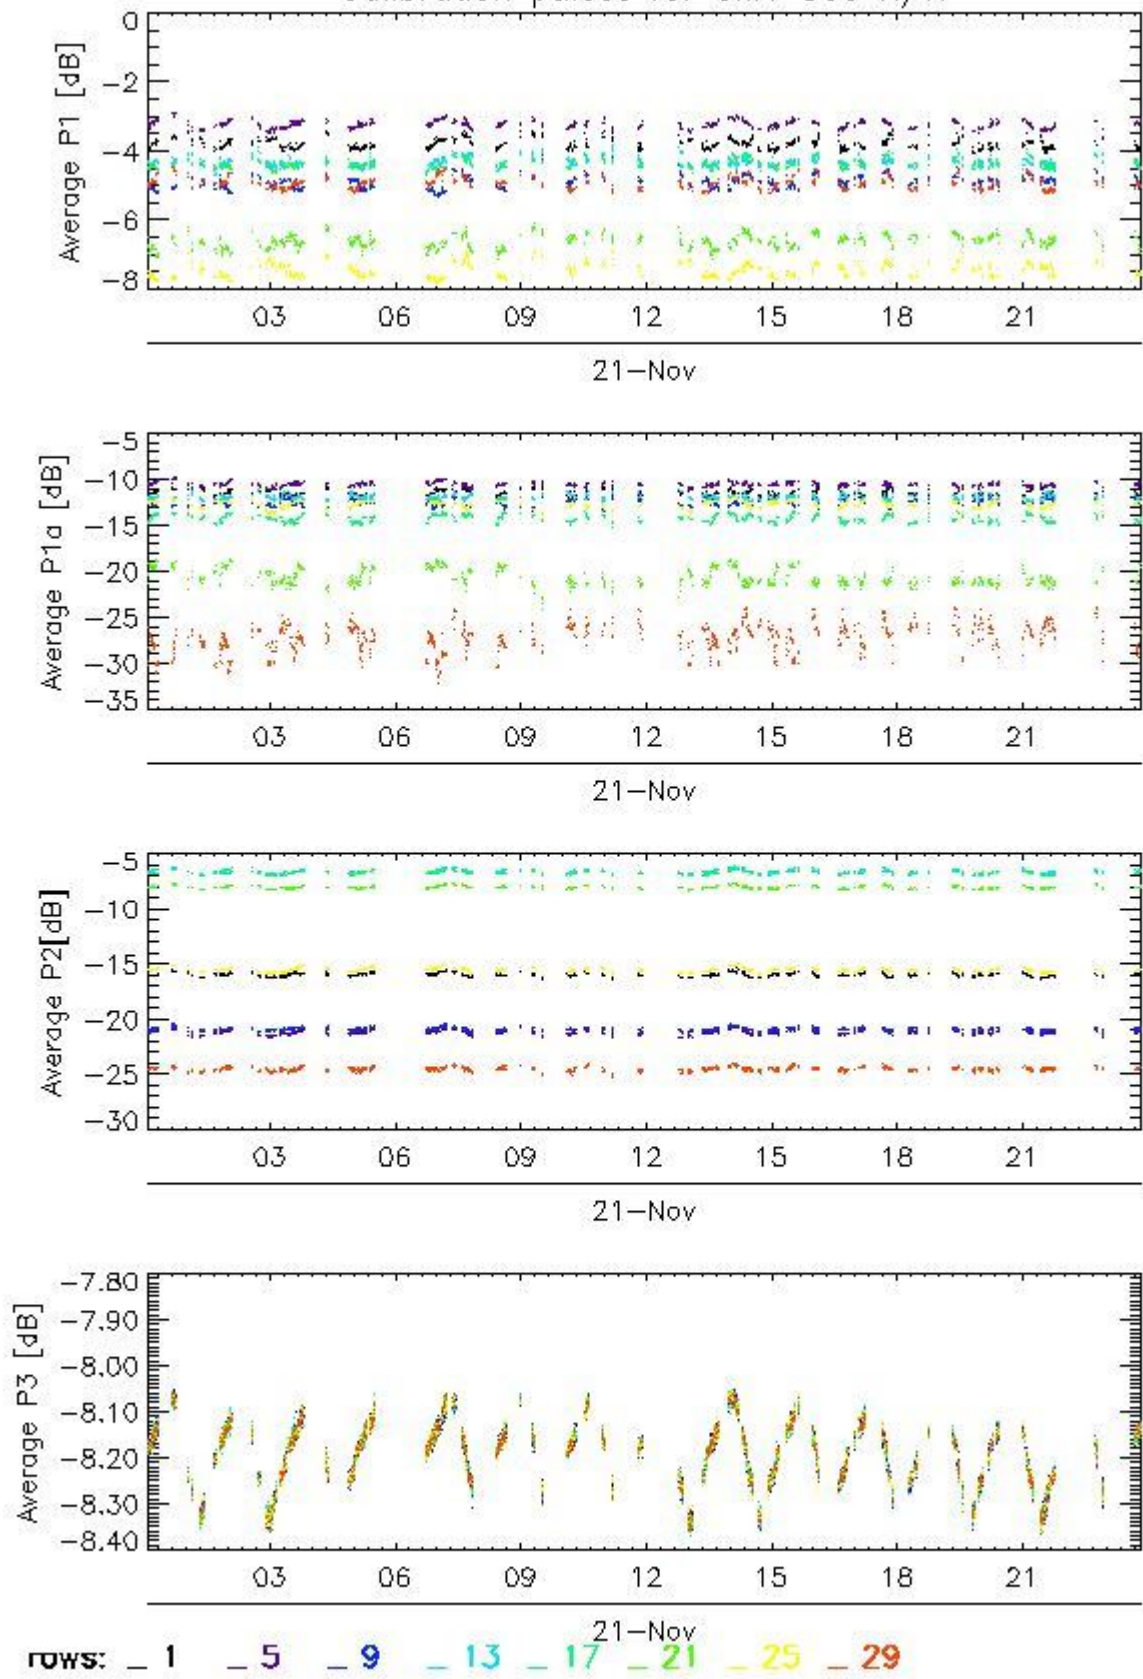 0
-2
-4
-6
-8
Average P1 [dB]
03 06 09 12 15 18 21
21-Nov
-5
-10
-15
-20
-25
-30
-35
Average P1a [dB]
03 06 09 12 15 18 21
21-Nov
-5
-10
-15
-20
-25
-30
Average P2[dB]
03 06 09 12 15 18 21
21-Nov
-7.80
-7.90
-8.00
-8.10
-8.20
-8.30
-8.40
Average P3 [dB]
03 06 09 12 15 18 21
21-Nov
rows: _ 1 _ 5 _ 9 _ 13 _ 17 _ 21 _ 25 _ 29